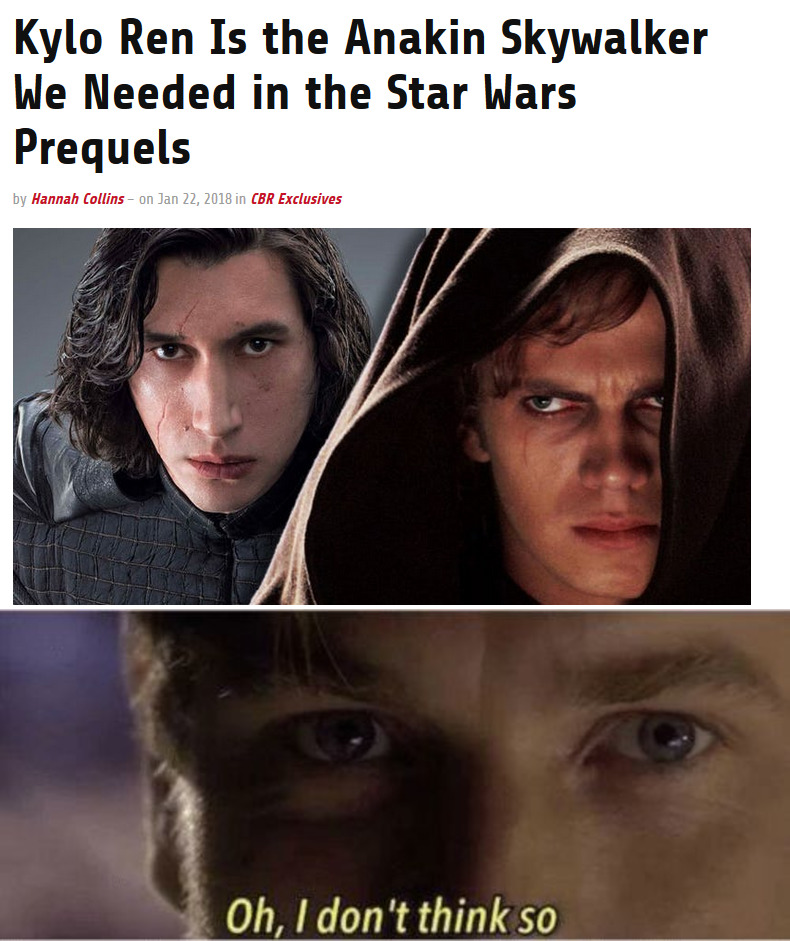 Kylo Ren Is the Anakin Skywalker
We Needed in the Star Wars
Prequels
by Hannah Collins – on Jan 22, 2018 in CBR Exclusives
Oh, I don't think so